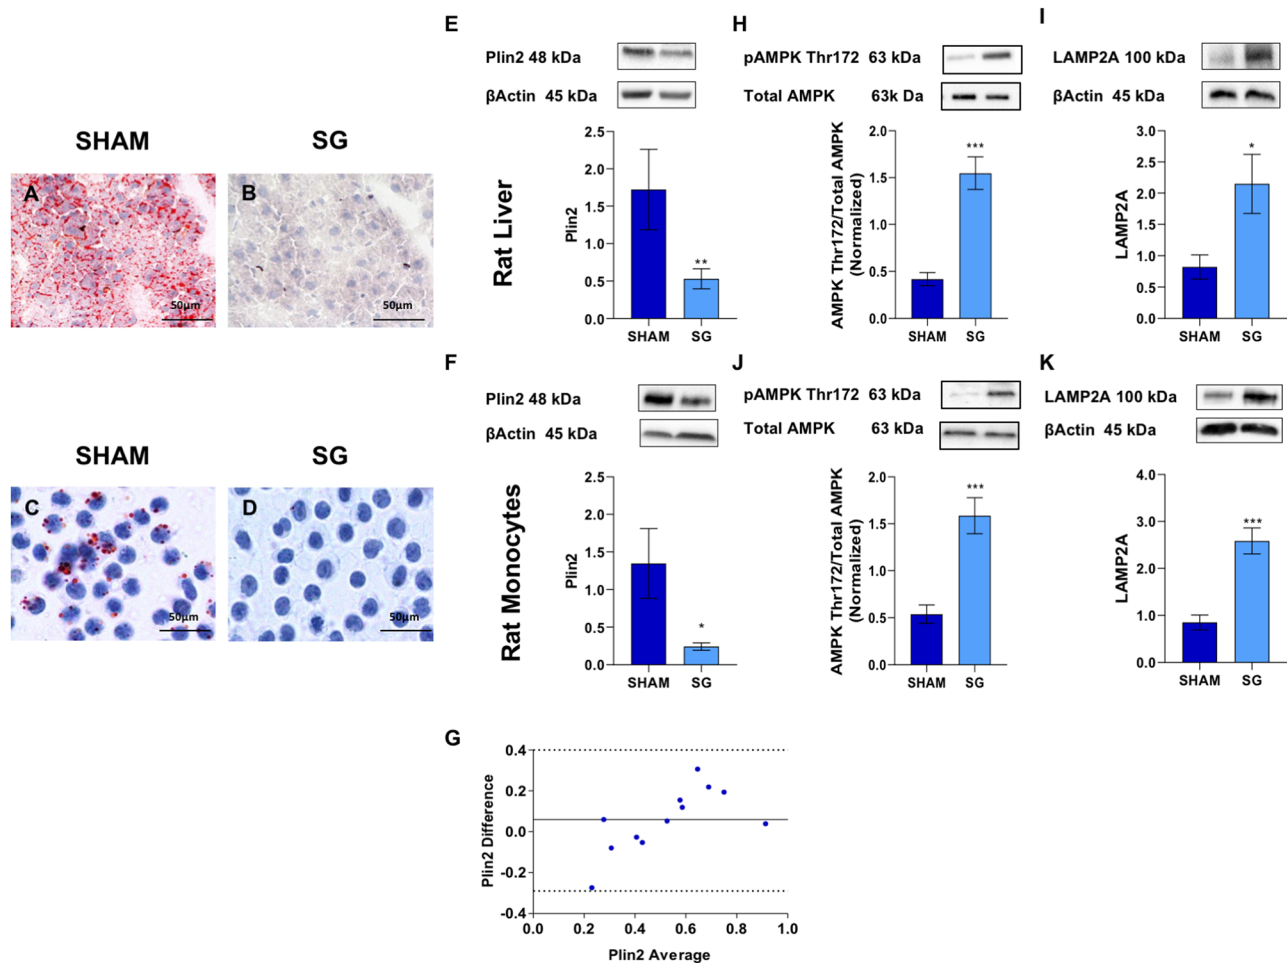 SHAM
SG
A
50µm
B
50µm
SHAM
SG
C
50µm
D
50µm
Rat Liver
E
Plin2 48 kDa
βActin 45 kDa
2.5
2.0
1.5
1.0
0.5
0.0
Plin2
**
SHAM
SG
H
pAMPK Thr172 63 kDa
Total AMPK 63k Da
2.0
1.5
1.0
0.5
0.0
AMPK Thr172/Total AMPK
(Normalized)
***
SHAM
SG
I
LAMP2A 100 kDa
βActin 45 kDa
3.0
2.5
2.0
1.5
1.0
0.5
0.0
LAMP2A
*
SHAM
SG
Rat Monocytes
F
Plin2 48 kDa
βActin 45 kDa
2.5
2.0
1.5
1.0
0.5
0.0
Plin2
*
SHAM
SG
J
pAMPK Thr172 63 kDa
Total AMPK 63 kDa
2.0
1.5
1.0
0.5
0.0
AMPK Thr172/Total AMPK
(Normalized)
***
SHAM
SG
K
LAMP2A 100 kDa
βActin 45 kDa
4.0
3.0
2.0
1.0
0.0
LAMP2A
***
SHAM
SG
G
0.4
0.2
0.0
-0.2
-0.4
Plin2 Difference
0.0 0.2 0.4 0.6 0.8 1.0
Plin2 Average